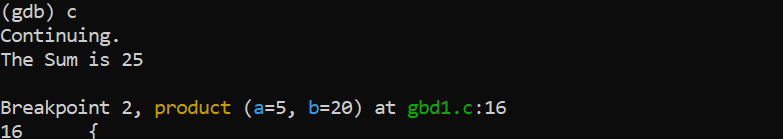 (gdb) c
Continuing.
The Sum is 25
Breakpoint 2, product (a=5, b=20) at gbd1.c:16
16 {